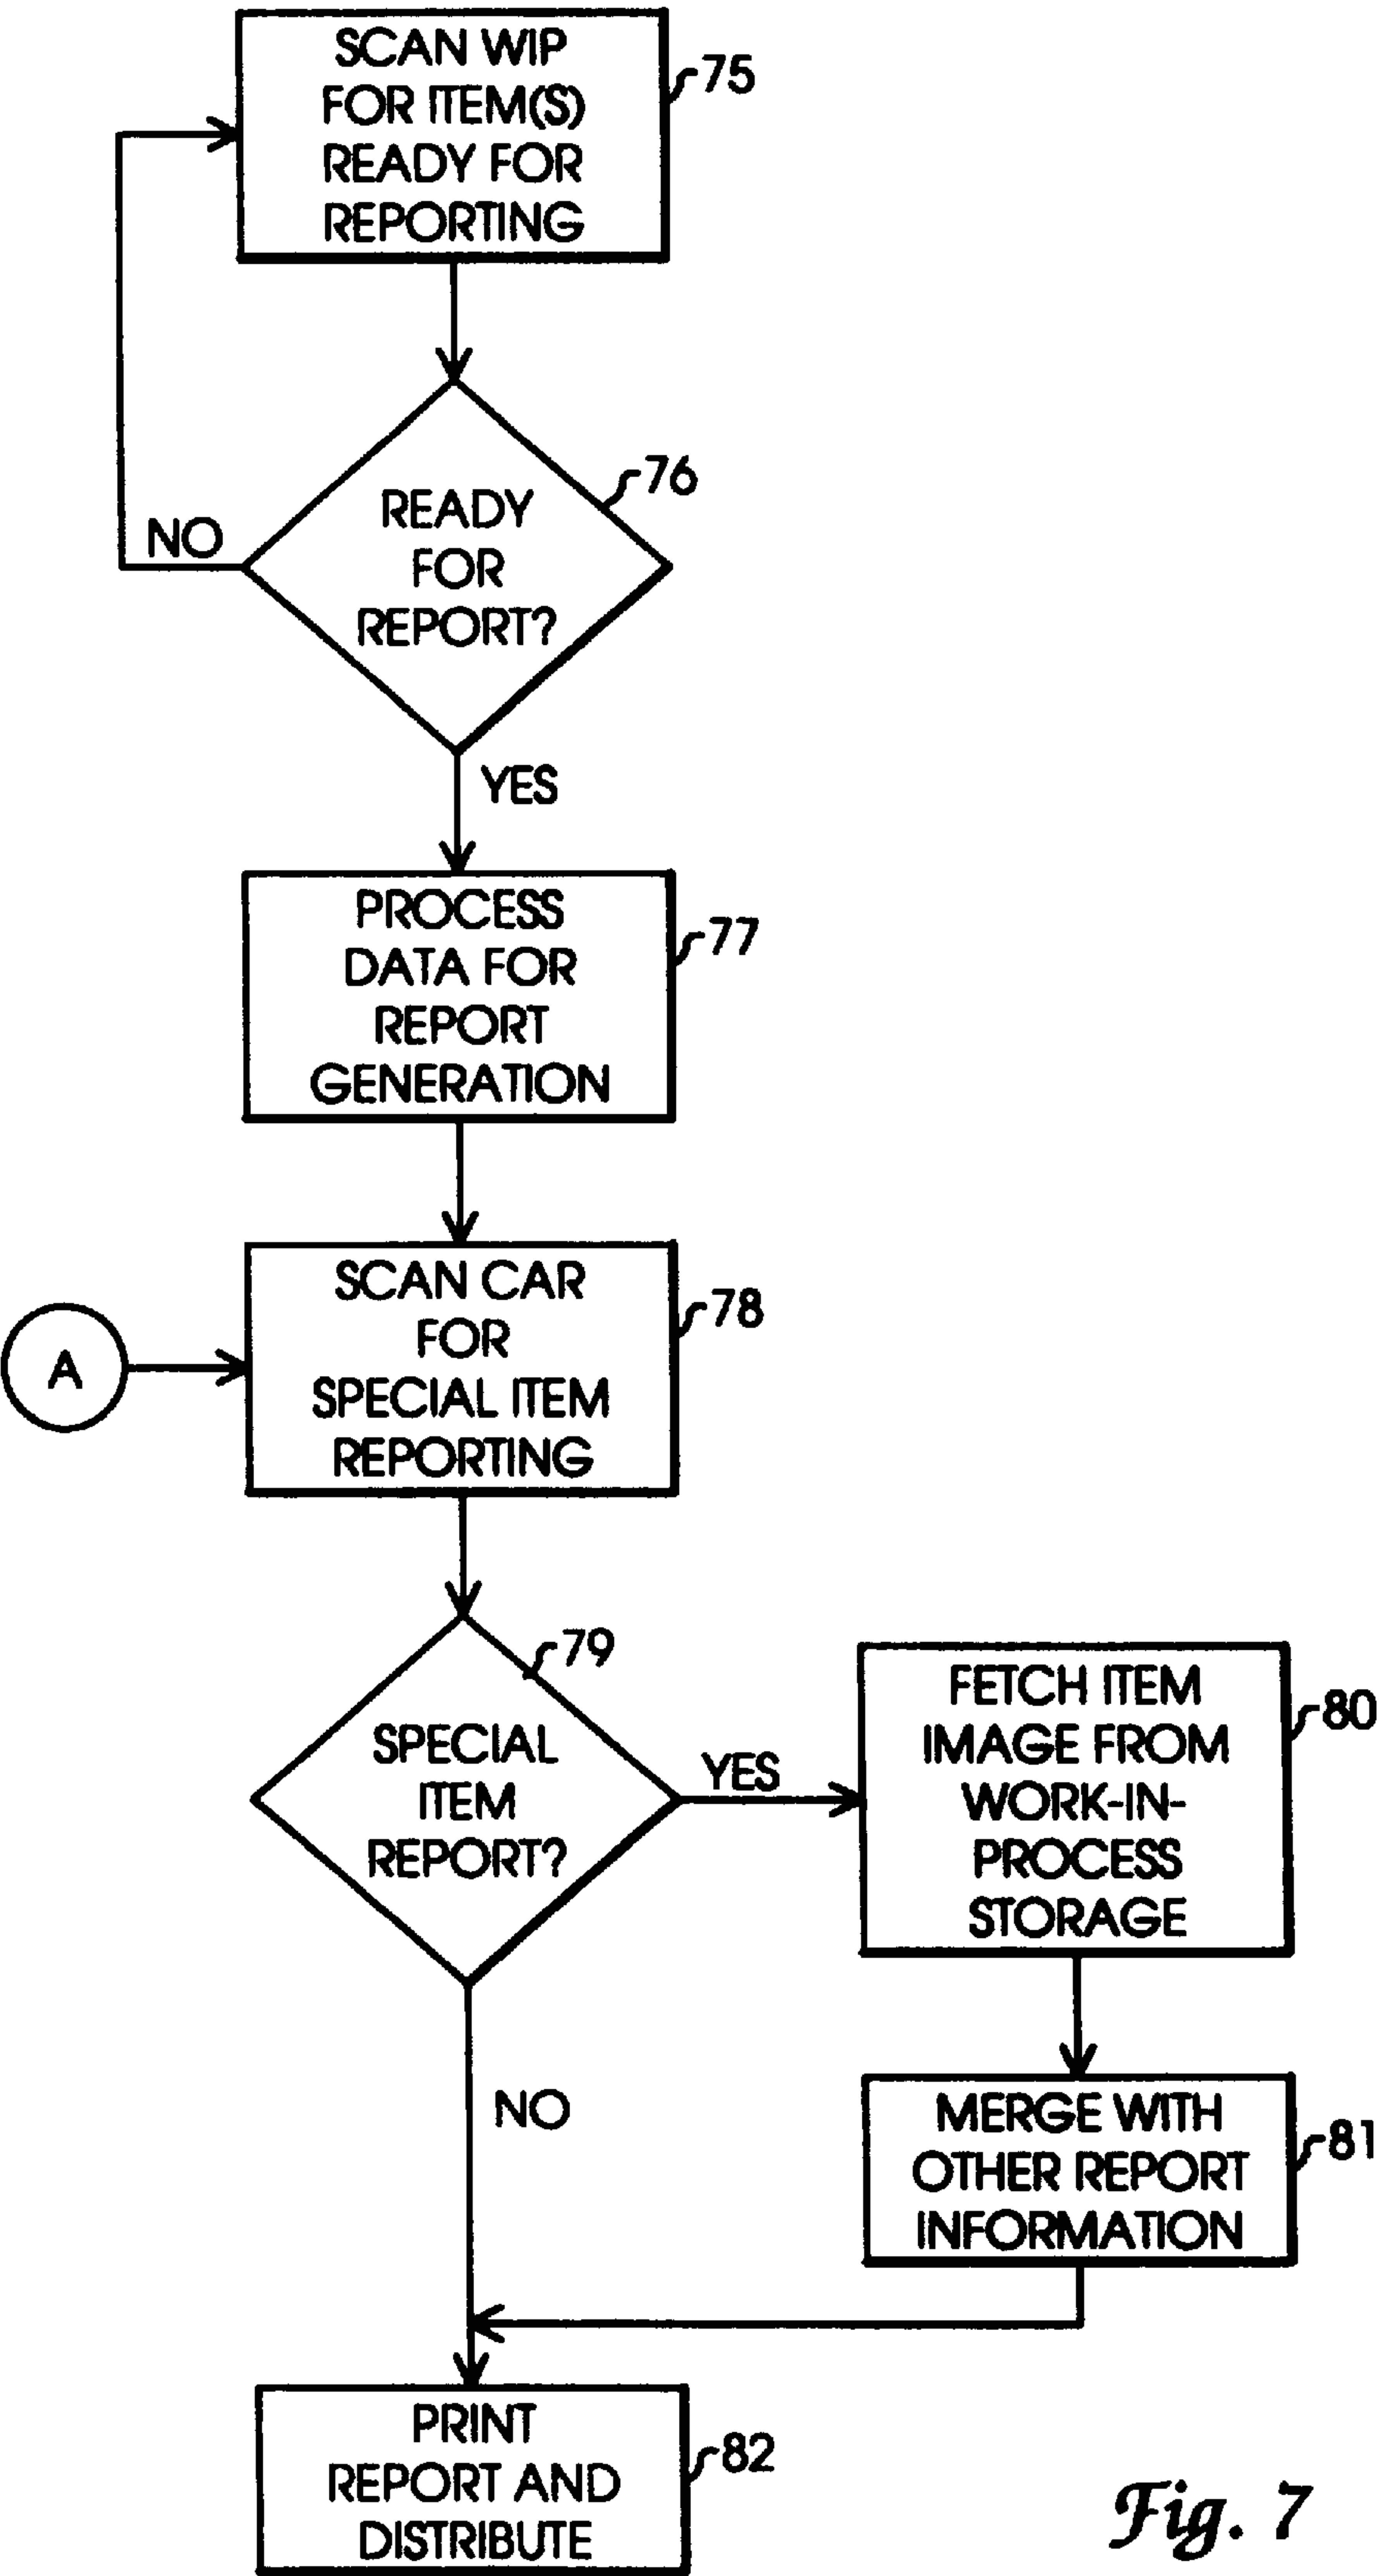 SCAN WIP
FOR ITEM(S)
READY FOR
REPORTING
75
READY
FOR
REPORT?
76
NO
YES
PROCESS
DATA FOR
REPORT
GENERATION
77
SCAN CAR
FOR
SPECIAL ITEM
REPORTING
78
A
SPECIAL
ITEM
REPORT?
79
YES
FETCH ITEM
IMAGE FROM
WORK-IN-
PROCESS
STORAGE
80
NO
MERGE WITH
OTHER REPORT
INFORMATION
81
PRINT
REPORT AND
DISTRIBUTE
82
Fig. 7